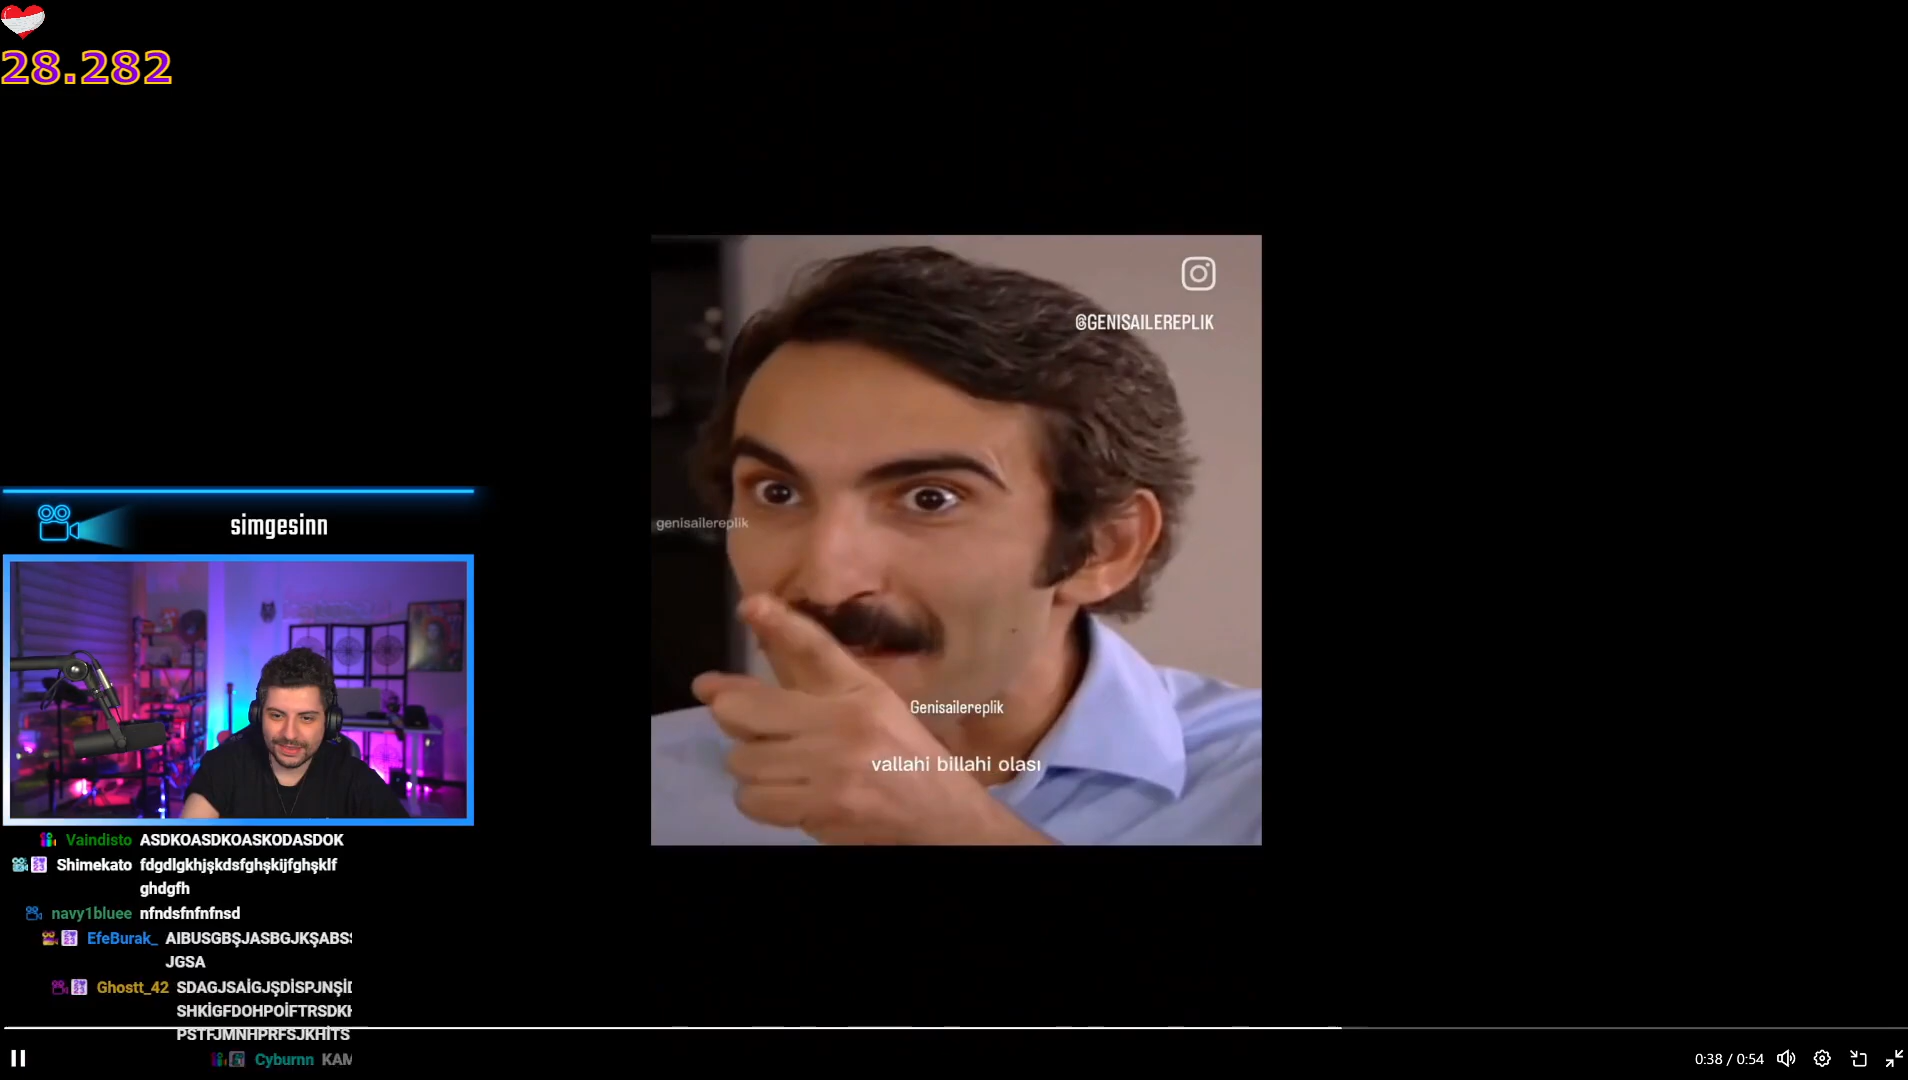 28.282
@GENISAILEREPLIK
genisailereplik
Genisailereplik
vallahi billahi olası
simgesinn
Vaindisto ASDKOASDKOASKODASDOK
Shimekato fdgdlgkhjşkdsfghşkijfghşklf
ghdgfh
navy1bluee nfndsfnfnfnsd
EfeBurak_ AIBUSGBŞJASBGJKŞABS
JGSA
Ghostt_42 SDAGJSAİGJŞDİSPJNŞİ
SHKİGFDOHPOİFTRSDK
PSTFJMNHPRFSJKHİTS
Cyburnn KAM
0:38 / 0:54